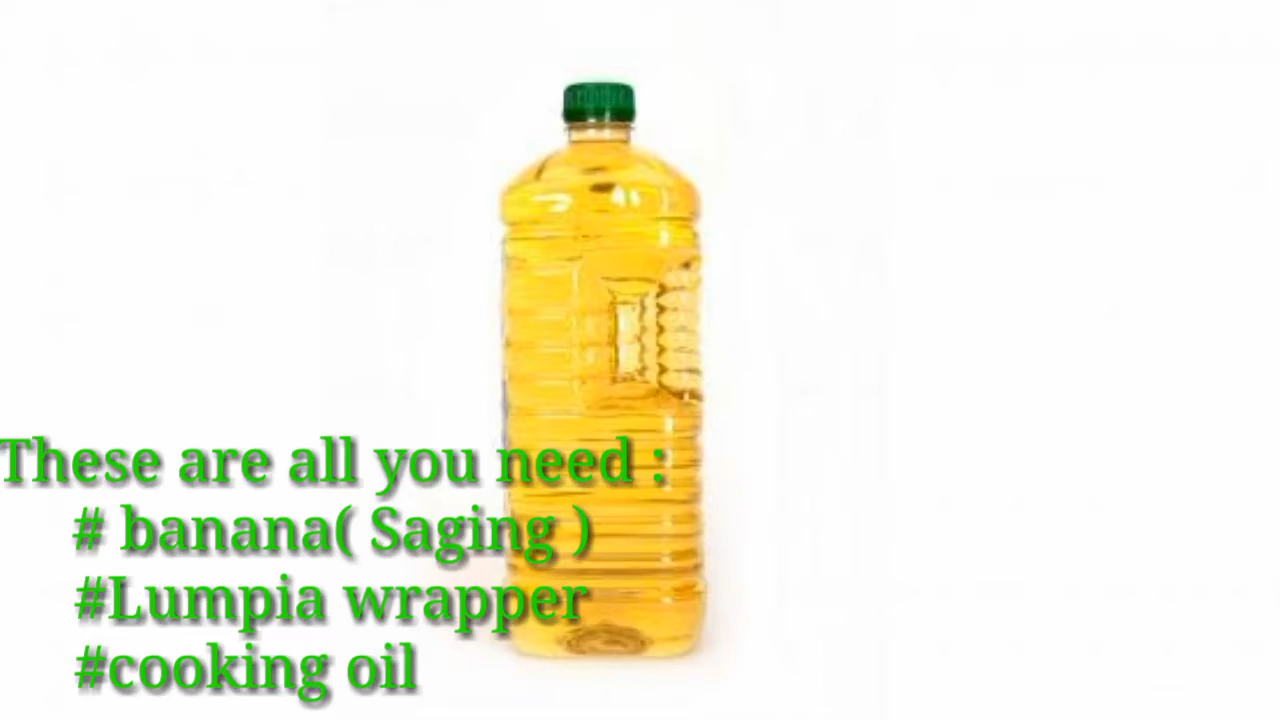 These are all you need :
# banana( Saging )
#Lumpia wrapper
#cooking oil